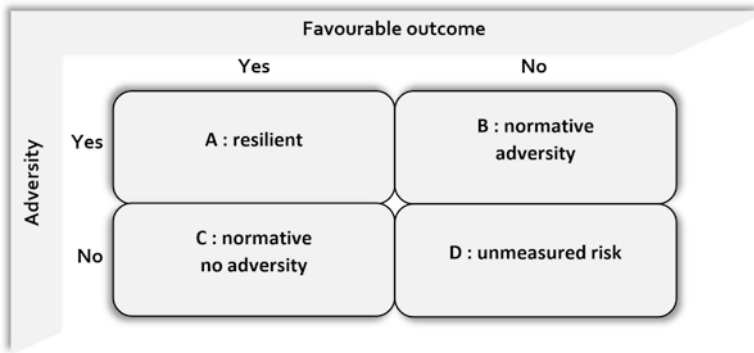 Favourable outcome
Yes
No
Adversity
Yes
A : resilient
B : normative
adversity
No
C : normative
no adversity
D : unmeasured risk